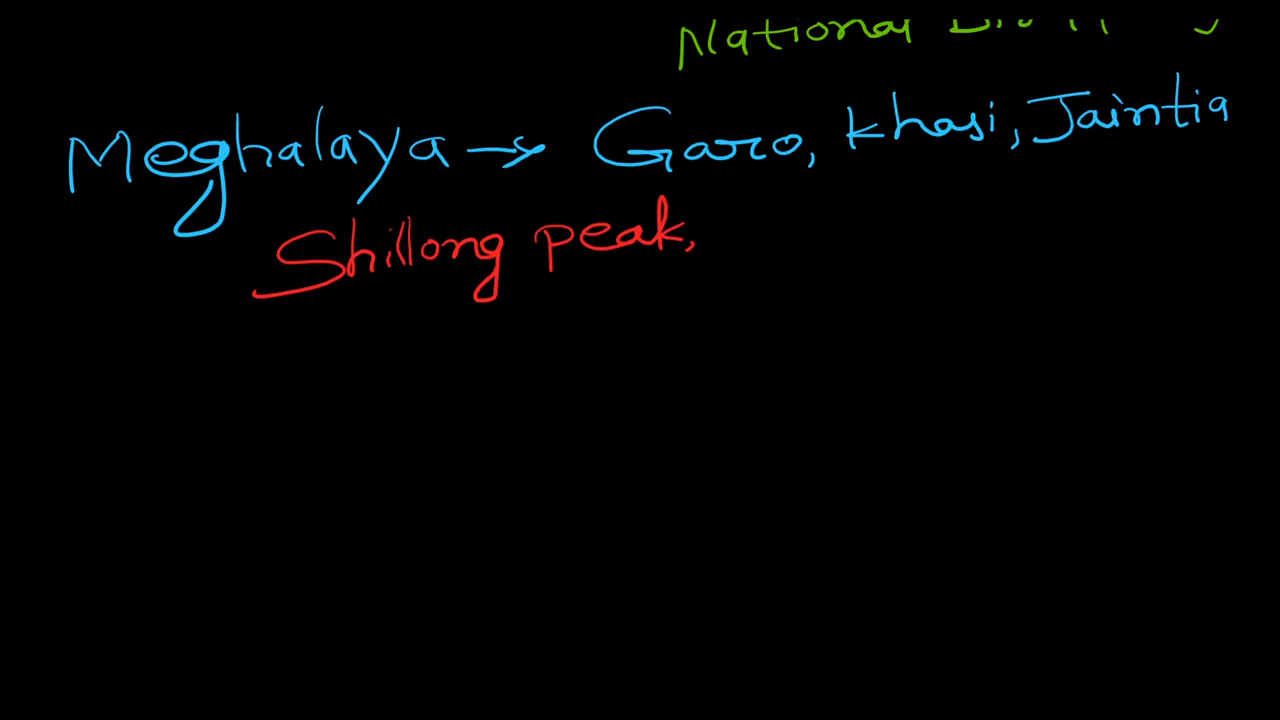 National
Meghalaya → Garo, Khasi, Jaintia
Shillong peak,